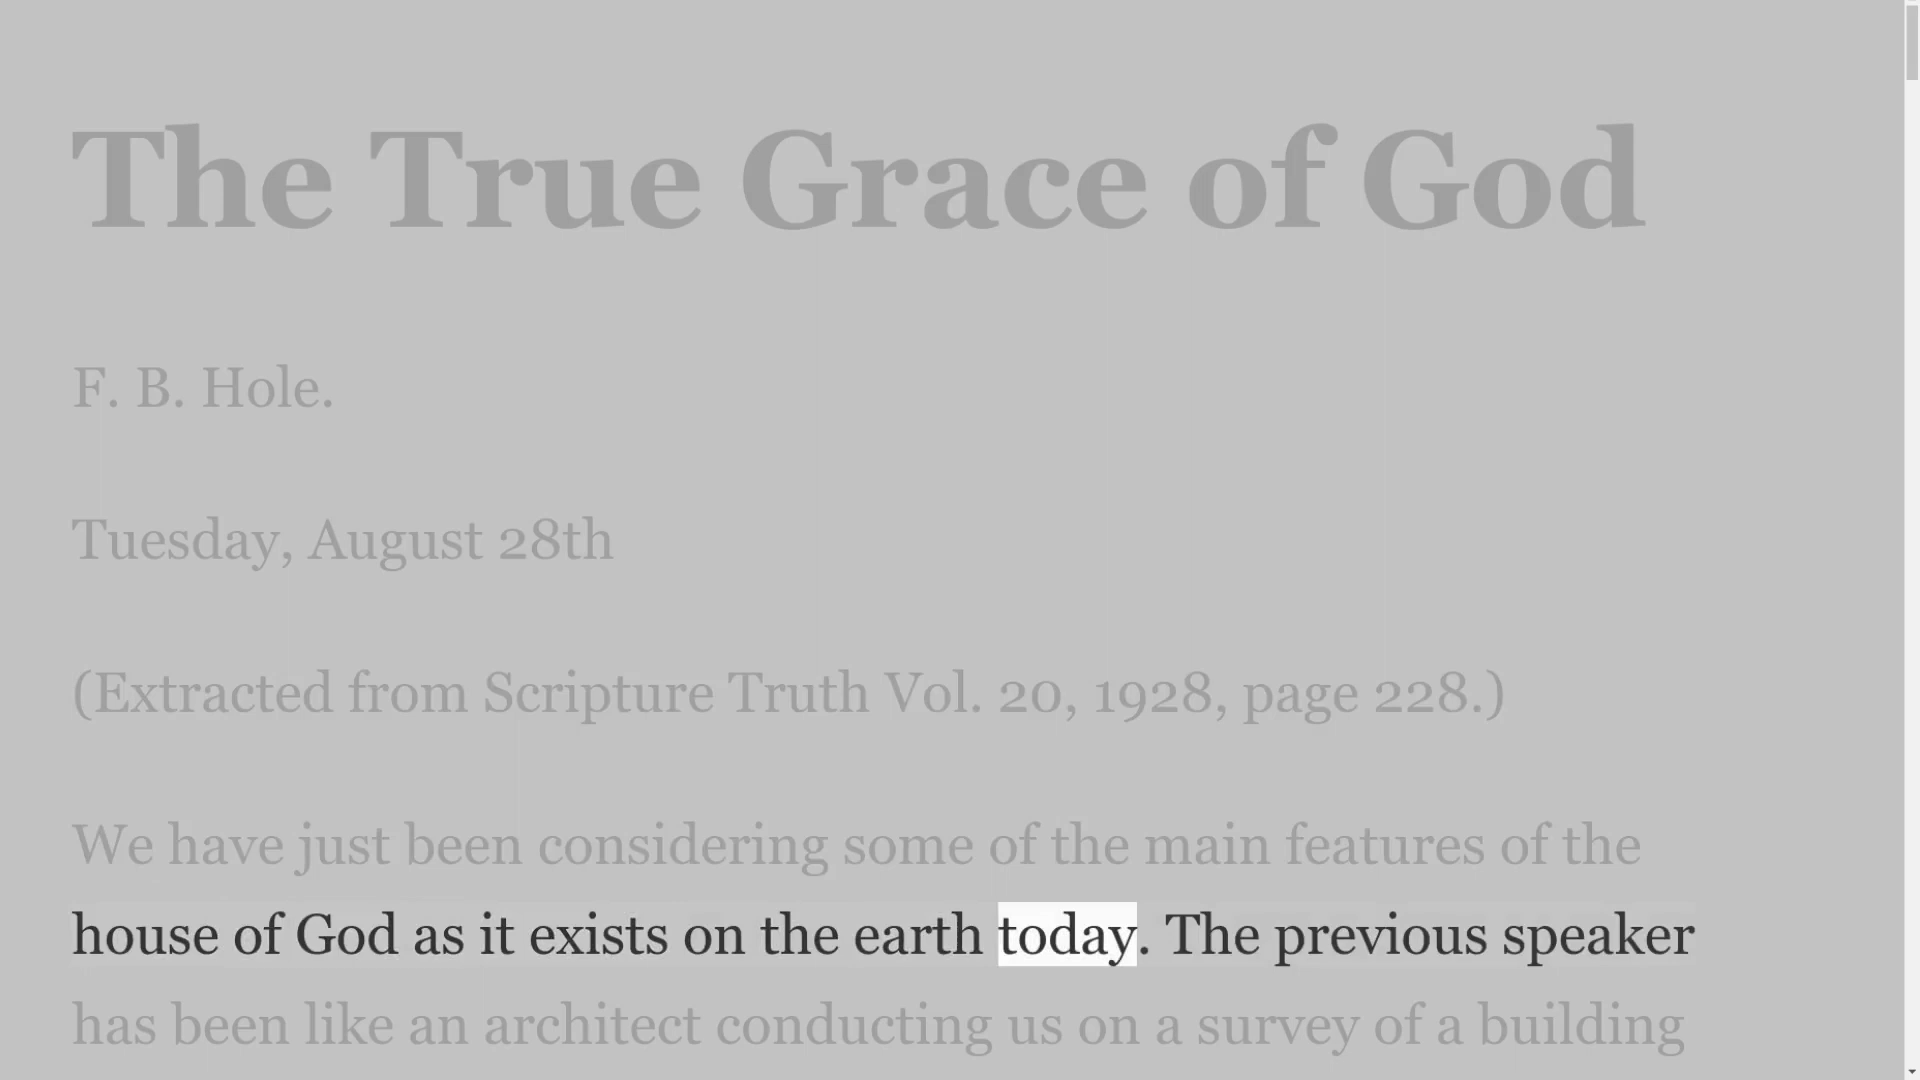 The True Grace of God
F. B. Hole.
Tuesday, August 28th
(Extracted from Scripture Truth Vol. 20, 1928, page 228.)
We have just been considering some of the main features of the
house of God as it exists on the earth today. The previous speaker
has been like an architect conducting us on a survey of a building